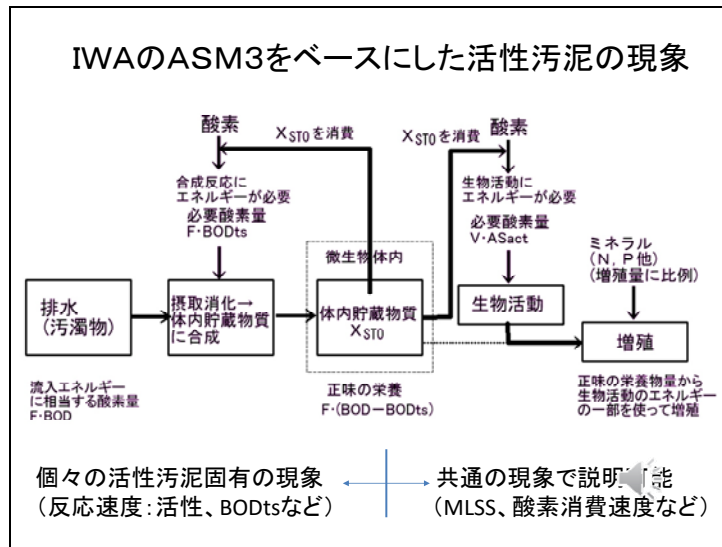 IWAのASM3をベースにした活性汚泥の現象
酸素
XSTOを消費
XSTOを消費
酸素
合成反応に
エネルギーが必要
必要酸素量
F・BODts
生物活動に
エネルギーが必要
必要酸素量
V・ASact
ミネラル
(N, P他)
(増殖量に比例)
微生物体内
排水
(汚濁物)
摂取消化→
体内貯蔵物質
に合成
体内貯蔵物質
XSTO
生物活動
増殖
流入エネルギー
に相当する酸素量
F・BOD
正味の栄養
F・(BOD－BODts)
正味の栄養物量から
生物活動のエネルギー
の一部を使って増殖
個々の活性汚泥固有の現象
(反応速度：活性、BODtsなど)
共通の現象で説明可能
(MLSS、酸素消費速度など)